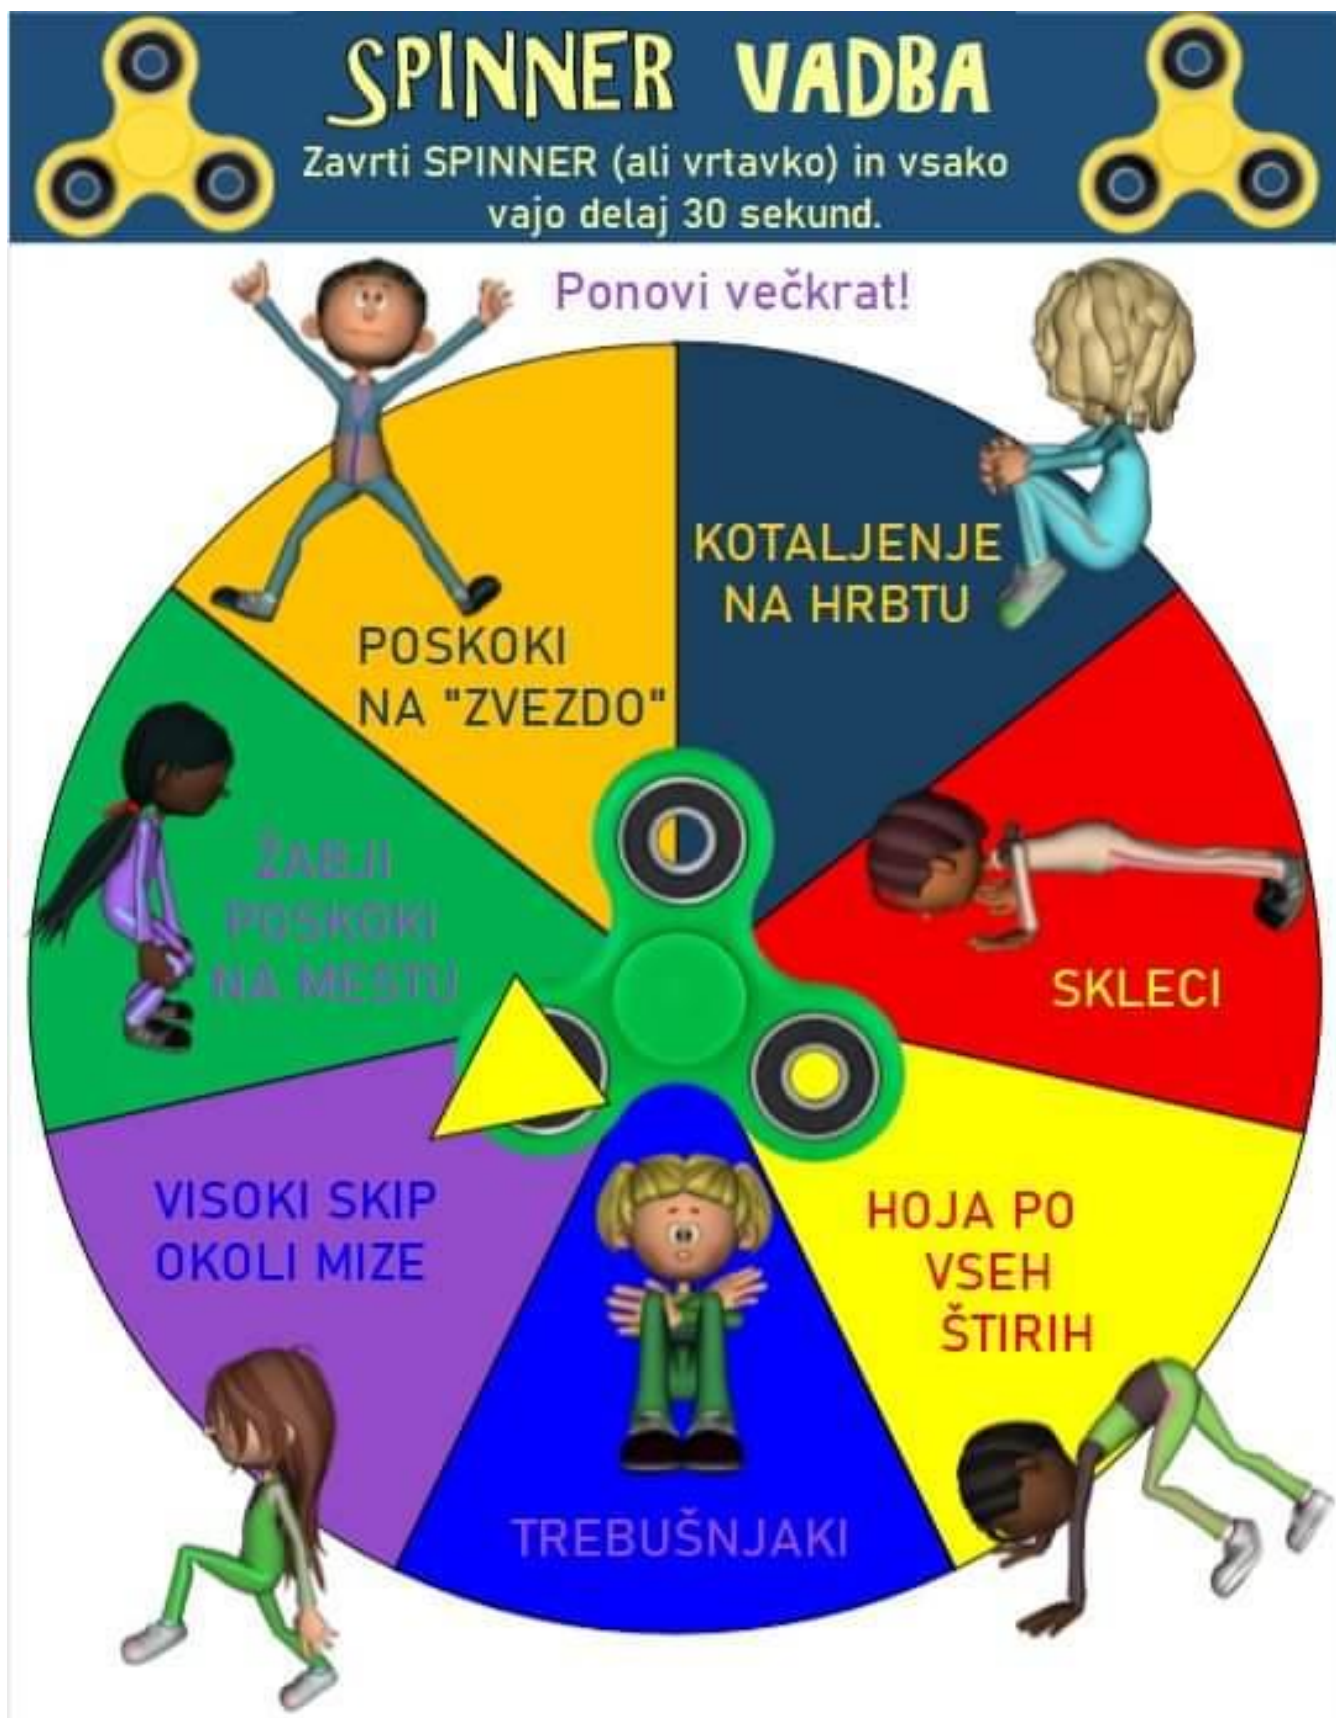 SPINNER VADBA
Zavrti SPINNER (ali vrtavko) in vsako
vajo delaj 30 sekund.
Ponovi večkrat!
KOTALJENJE
NA HRBTU
POSKOKI
NA "ZVEZDO"
ŽABJI
POSKOKI
NA MESTU
SKLECI
VISOKI SKIP
OKOLI MIZE
HOJA PO
VSEH
ŠTIRIH
TREBUŠNJAKI